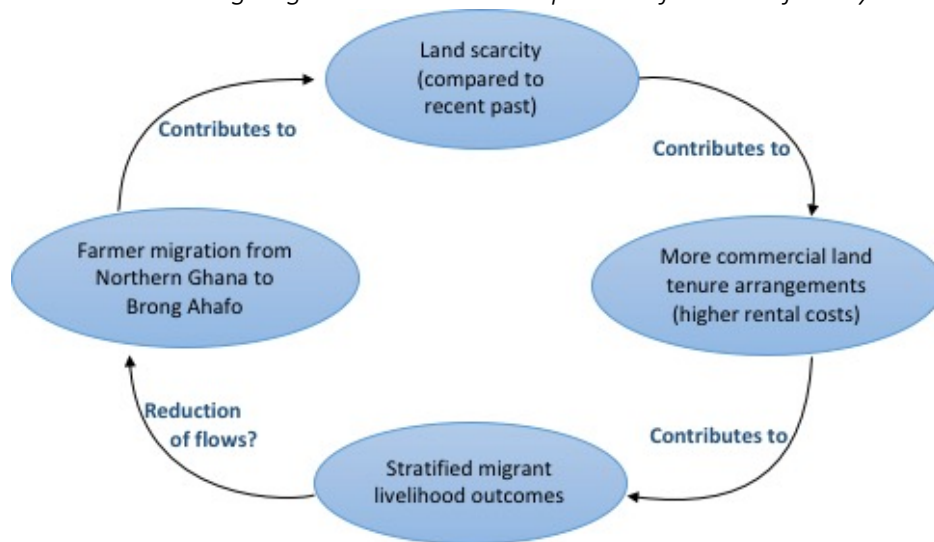 Land scarcity
(compared to
recent past)
Contributes to
Contributes to
Farmer migration from
Northern Ghana to
Brong Ahafo
More commercial land
tenure arrangements
(higher rental costs)
Reduction
of flows?
Contributes to
Stratified migrant
livelihood outcomes